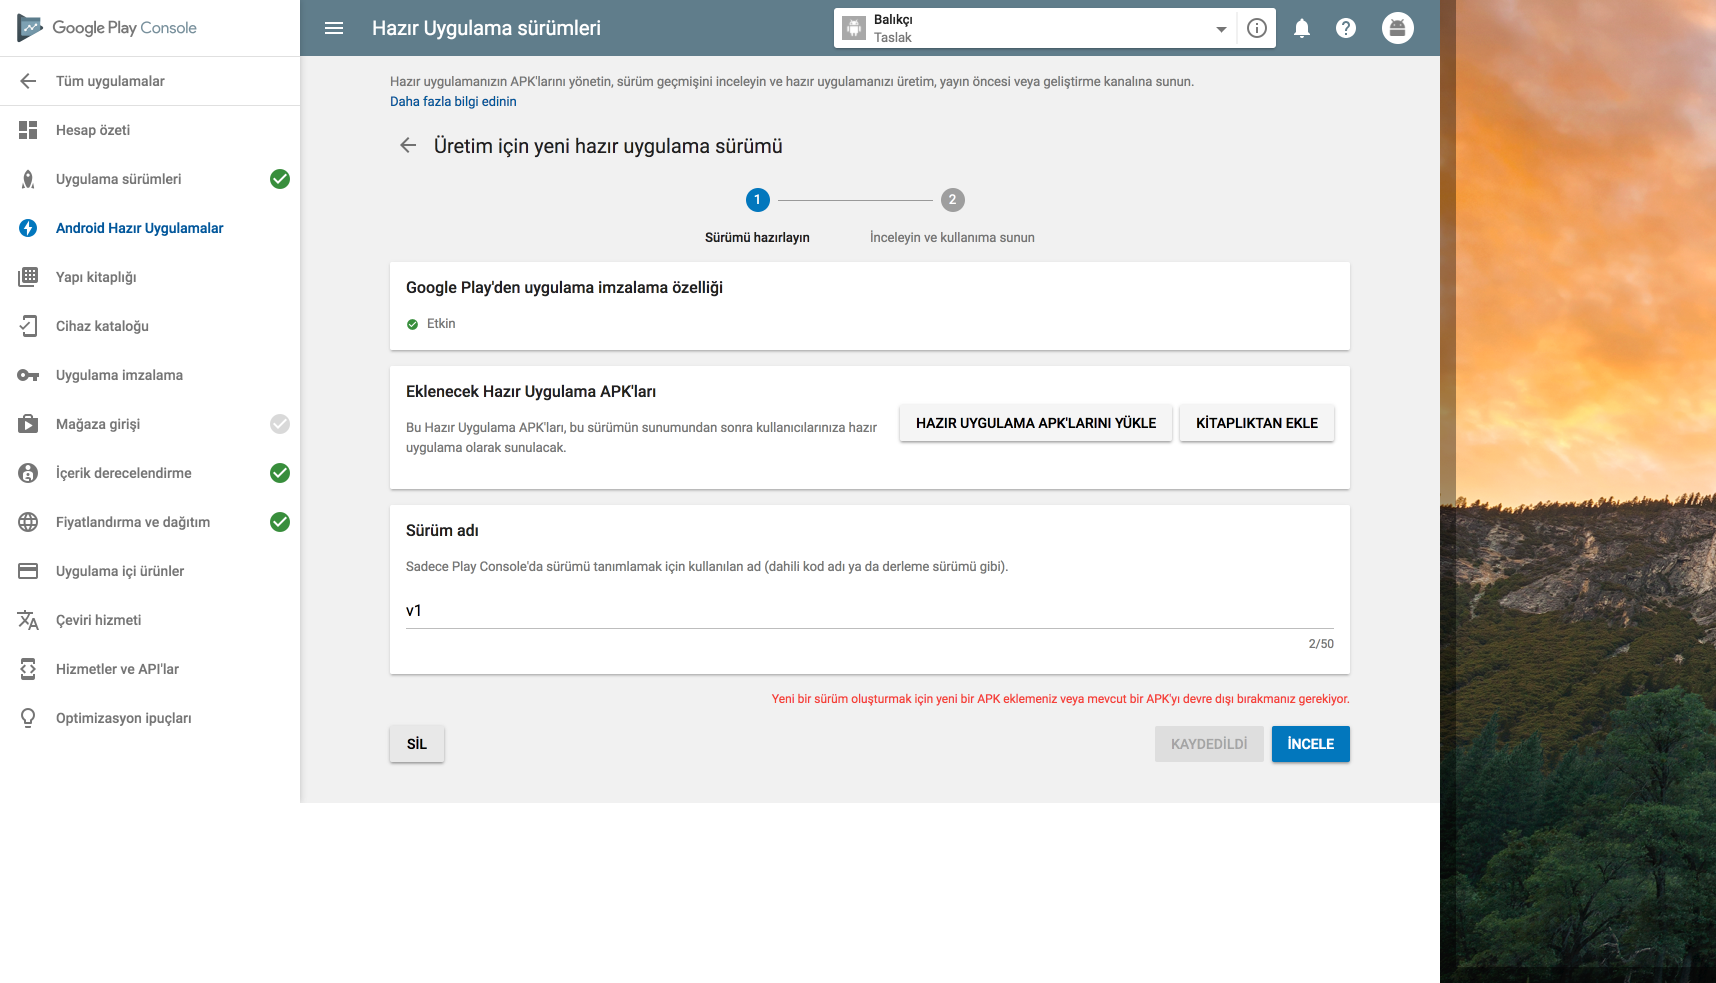 Google Play Console
Tüm uygulamalar
Hesap özeti
Uygulama sürümleri
Android Hazır Uygulamalar
Yapı kitaplığı
Cihaz kataloğu
Uygulama imzalama
Mağaza girişi
İçerik derecelendirme
Fiyatlandırma ve dağıtım
Uygulama içi ürünler
Çeviri hizmeti
Hizmetler ve API'lar
Optimizasyon ipuçları
Hazır Uygulama sürümleri
Balıkçı
Taslak
Hazır uygulamanızın APK'larını yönetin, sürüm geçmişini inceleyin ve hazır uygulamanızı üretim, yayın öncesi veya geliştirme kanalına sunun.
Daha fazla bilgi edinin
Üretim için yeni hazır uygulama sürümü
1
2
Sürümü hazırlayın
İnceleyin ve kullanıma sunun
Google Play'den uygulama imzalama özelliği
Etkin
Eklenecek Hazır Uygulama APK'ları
Bu Hazır Uygulama APK'ları, bu sürümün sunumundan sonra kullanıcılarınıza hazır
uygulama olarak sunulacak.
HAZIR UYGULAMA APK'LARINI YÜKLE
KİTAPLIKTAN EKLE
Sürüm adı
Sadece Play Console'da sürümü tanımlamak için kullanılan ad (dahili kod adı ya da derleme sürümü gibi).
v1
2/50
Yeni bir sürüm oluşturmak için yeni bir APK eklemeniz veya mevcut bir APK'yı devre dışı bırakmanız gerekiyor.
SİL
KAYDEDİLDİ
İNCELE